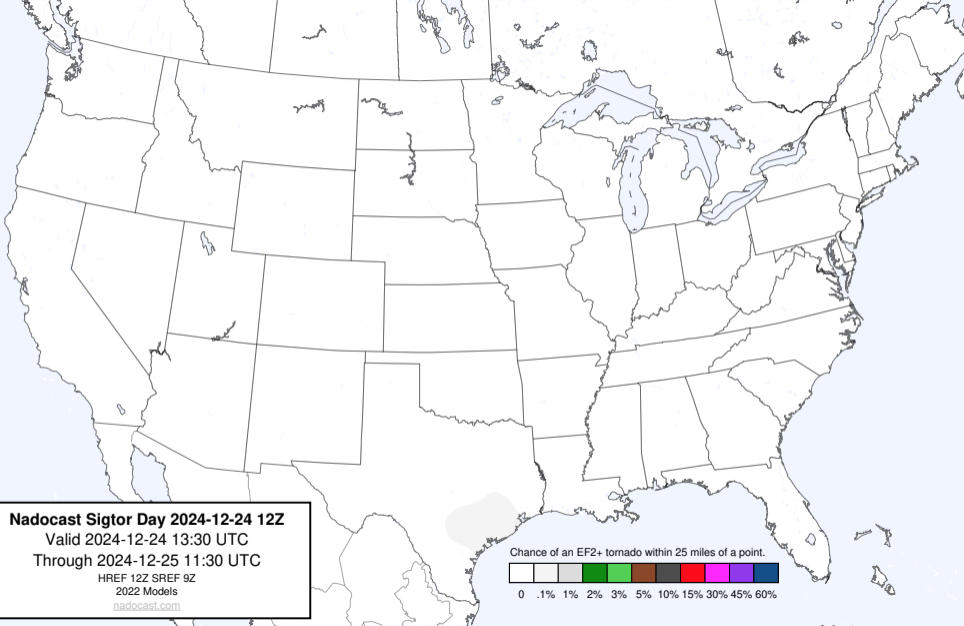 Nadocast Sigtor Day 2024-12-24 12Z
Valid 2024-12-24 13:30 UTC
Through 2024-12-25 11:30 UTC
HREF 12Z SREF 9Z
2022 Models
nadocast.com
Chance of an EF2+ tornado within 25 miles of a point.
0 .1% 1% 2% 3% 5% 10% 15% 30% 45% 60%